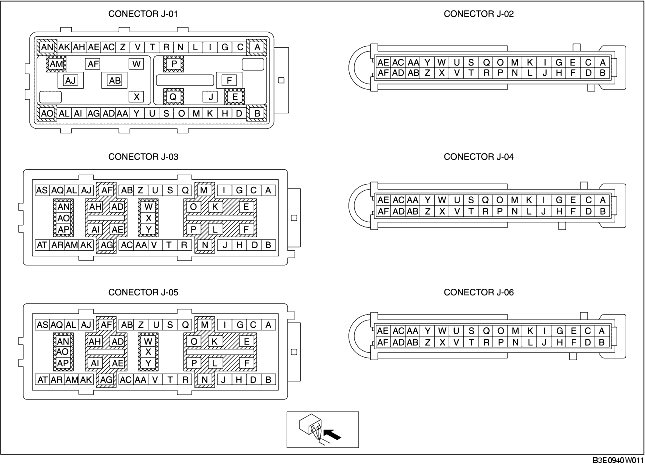 CONECTOR J-01
AN AK AH AE AC Z V T R N L I G C A
AM AF W P
AJ AB F
X Q J E
AO AL AI AG AD AA Y U S O M K H D B
CONECTOR J-02
AE AC AA Y W U S Q O M K I G E C A
AF AD AB Z X V T R P N L J H F D B
CONECTOR J-03
AS AQ AL AJ AF AB Z U S Q M I G C A
AN AH AD W O K E
AO X
AP AI AE Y P L F
AT AR AM AK AG AC AA V T R N J H D B
CONECTOR J-04
AE AC AA Y W U S Q O M K I G E C A
AF AD AB Z X V T R P N L J H F D B
CONECTOR J-05
AS AQ AL AJ AF AB Z U S Q M I G C A
AN AH AD W O K E
AO X
AP AI AE Y P L F
AT AR AM AK AG AC AA V T R N J H D B
CONECTOR J-06
AE AC AA Y W U S Q O M K I G E C A
AF AD AB Z X V T R P N L J H F D B
B3E0940W011